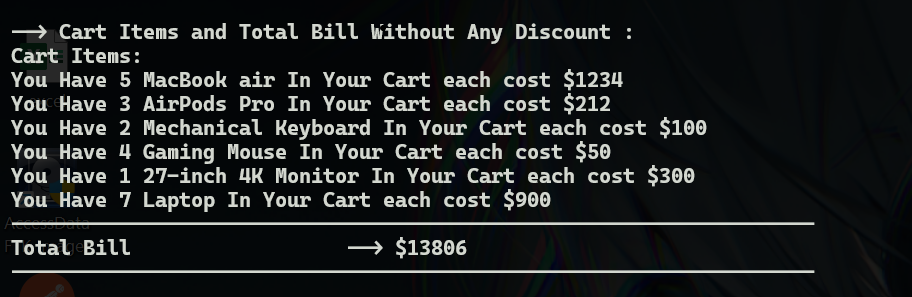 ⟶ Cart Items and Total Bill Without Any Discount :
Cart Items:
You Have 5 MacBook air In Your Cart each cost $1234
You Have 3 AirPods Pro In Your Cart each cost $212
You Have 2 Mechanical Keyboard In Your Cart each cost $100
You Have 4 Gaming Mouse In Your Cart each cost $50
You Have 1 27-inch 4K Monitor In Your Cart each cost $300
You Have 7 Laptop In Your Cart each cost $900
AccessData
Total Bill ⟶ $13806